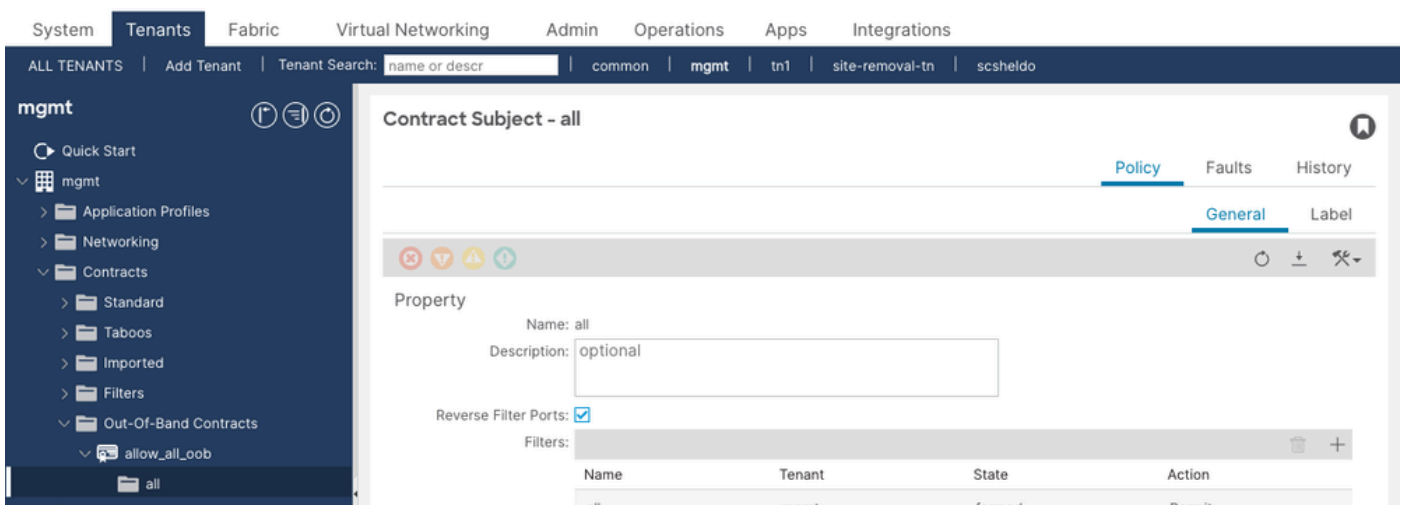 System Tenants Fabric Virtual Networking Admin Operations Apps Integrations
ALL TENANTS | Add Tenant | Tenant Search: name or descr | common | mgmt | tn1 | site-removal-tn | scsheldo
mgmt
Contract Subject - all
Quick Start
Policy Faults History
mgmt
Application Profiles
General Label
Networking
Contracts
Property
Standard
Name: all
Taboos
Description: optional
Imported
Filters
Reverse Filter Ports:
Out-Of-Band Contracts
Filters:
allow_all_oob
Name Tenant State Action
all